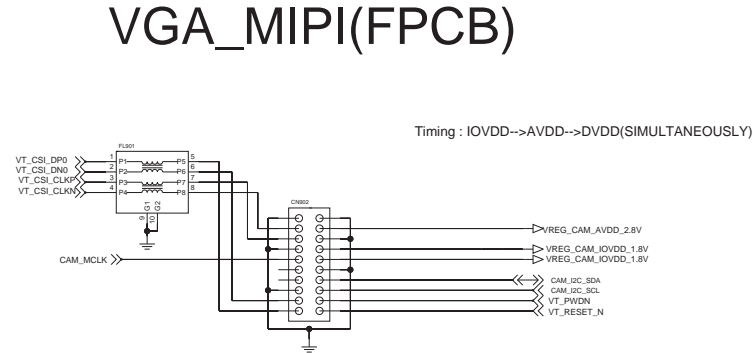 VGA_MIPI(FPCB)
Timing : IOVDD-->AVDD-->DVDD(SIMULTANEOUSLY)
FL901
VT_CSI_DP0 1 P1 P5 5
VT_CSI_DN0 2 P2 P6 6
VT_CSI_CLKP 3 P3 P7 7
VT_CSI_CLKN 4 P4 P8 8
G1 G2
9 10
CN902
VREG_CAM_AVDD_2.8V
VREG_CAM_IOVDD_1.8V
CAM_MCLK
VREG_CAM_IOVDD_1.8V
CAM_I2C_SDA
CAM_I2C_SCL
VT_PWDN
VT_RESET_N